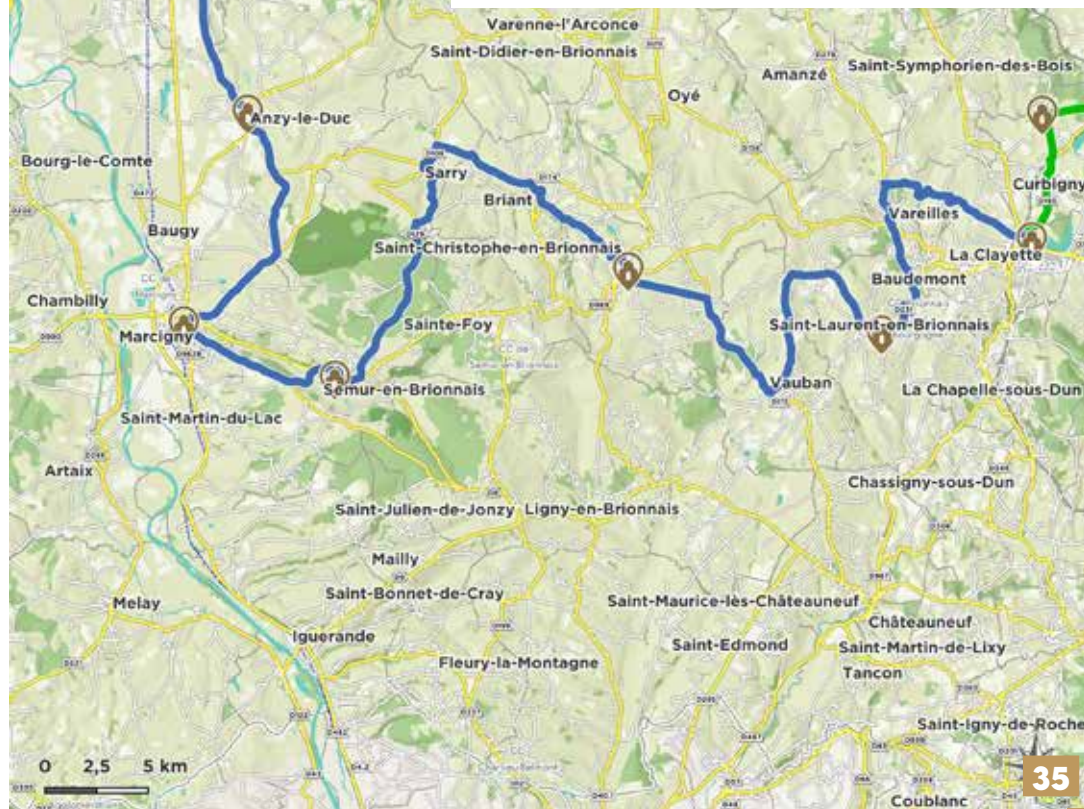 Varenne-l'Arconce
Saint-Didier-en-Brionnais
Saint-Symphorien-des-Bois
Amanzé
Oyé
Anzy-le-Duc
Bourg-le-Comte
Sarry
Curbigny
Briant
Vareilles
Baugy
Saint-Christophe-en-Brionnais
La Clayette
Baudemont
Chambilly
Sainte-Foy
Saint-Laurent-en-Brionnais
Marcigny
Vauban
Semur-en-Brionnais
La Chapelle-sous-Dun
Saint-Martin-du-Lac
Artaix
Chassigny-sous-Dun
Saint-Julien-de-Jonzy
Ligny-en-Brionnais
Mailly
Saint-Bonnet-de-Cray
Saint-Maurice-lès-Châteauneuf
Melay
Châteauneuf
Iguerande
Saint-Edmond
Saint-Martin-de-Lixy
Fleury-la-Montagne
Tancon
Saint-Igny-de-Roche
0 2,5 5 km
35
Coublanc